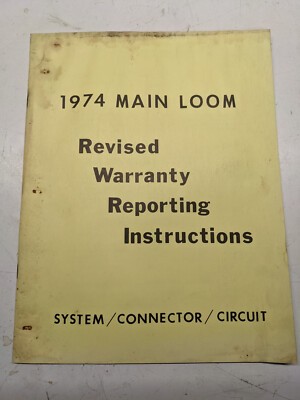 1974 MAIN LOOM
Revised
Warranty
Reporting
Instructions
SYSTEM/CONNECTOR/CIRCUIT